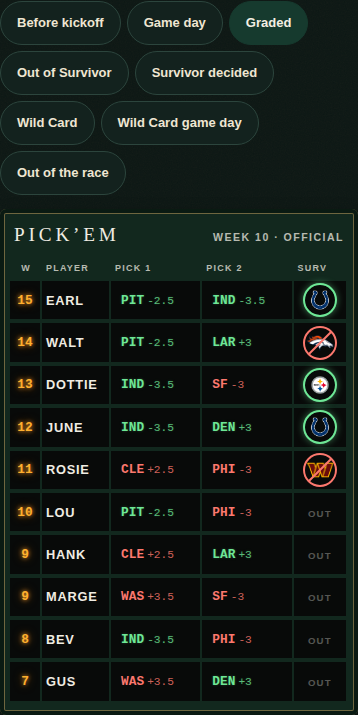 Before kickoff Game day Graded
Out of Survivor Survivor decided
Wild Card Wild Card game day
Out of the race
PICK’EM WEEK 10 · OFFICIAL
W PLAYER PICK 1 PICK 2 SURV
15 EARL PIT -2.5 IND -3.5
14 WALT PIT -2.5 LAR +3
13 DOTTIE IND -3.5 SF -3
12 JUNE IND -3.5 DEN +3
11 ROSIE CLE +2.5 PHI -3
10 LOU PIT -2.5 PHI -3 OUT
9 HANK CLE +2.5 LAR +3 OUT
9 MARGE WAS +3.5 SF -3 OUT
8 BEV IND -3.5 PHI -3 OUT
7 GUS WAS +3.5 DEN +3 OUT